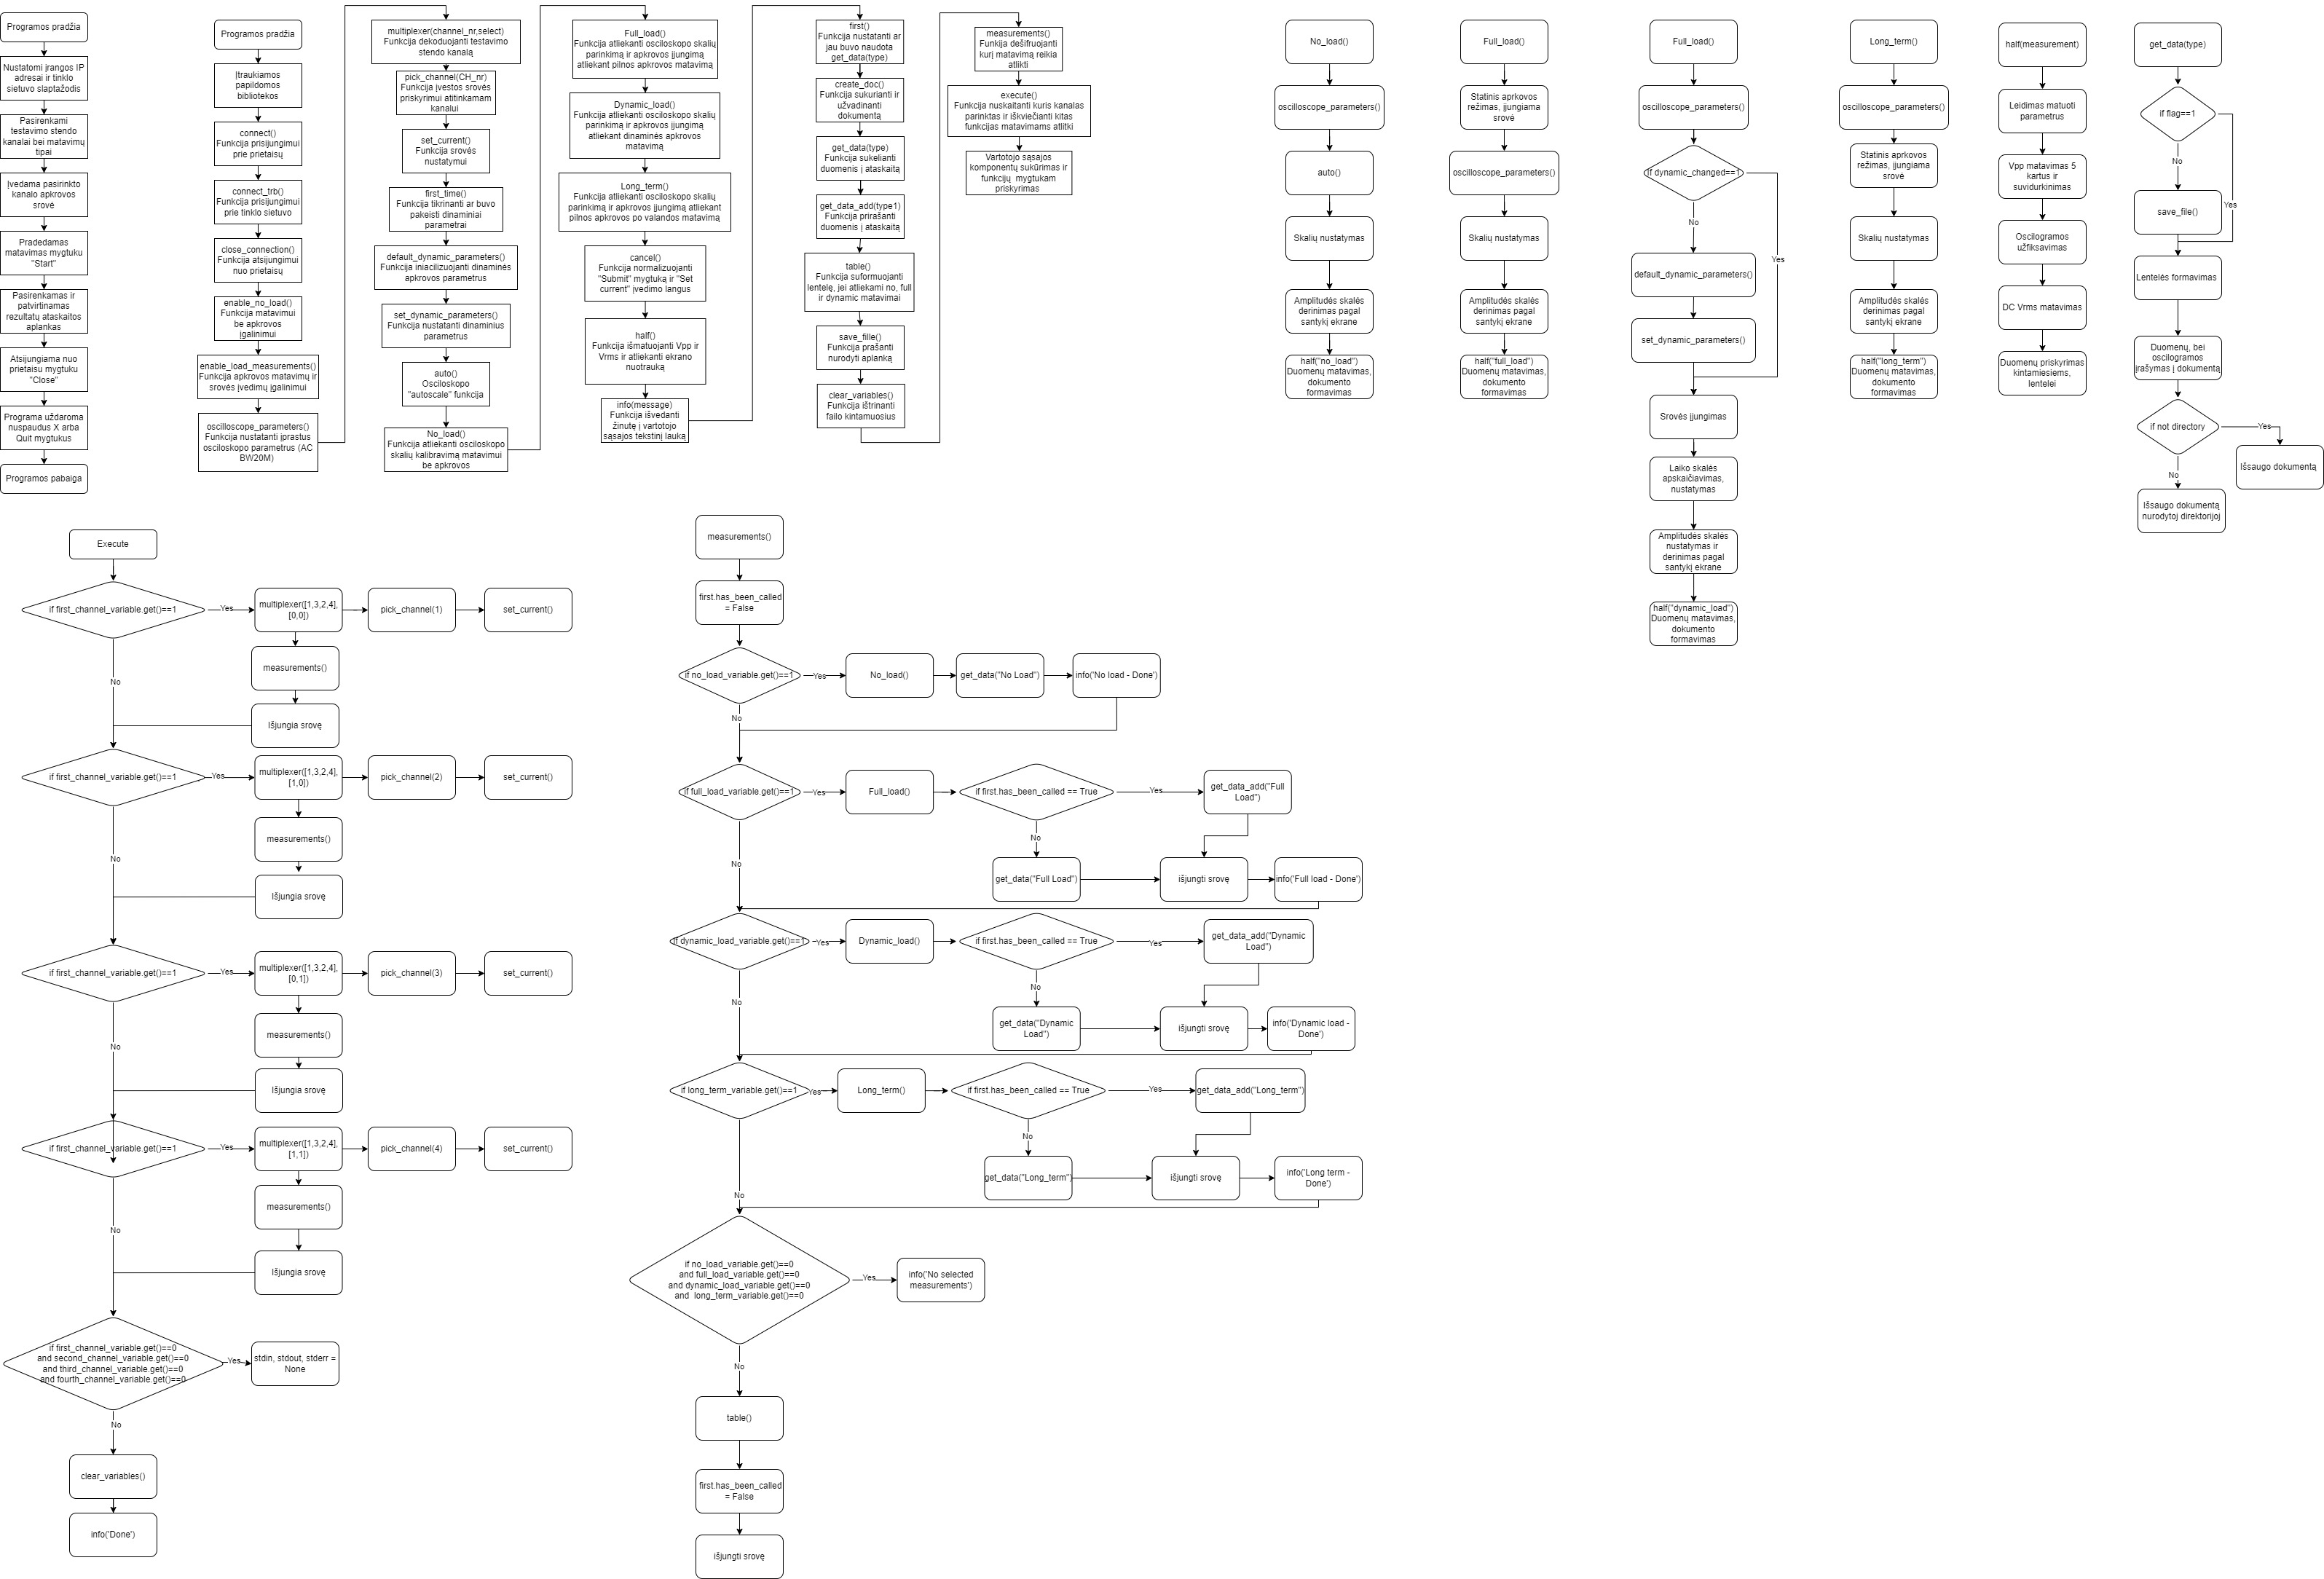 Programos pradžia
Nustatomi įrangos IP
adresai ir tinklo
sietuvo slaptažodis
Pasirenkami
testavimo stendo
kanalai bei matavimų
tipai
Įvedama pasirinkto
kanalo apkrovos
srovė
Pradedamas
matavimas mygtuku
"Start"
Pasirenkamas ir
patvirtinamas
rezultatų ataskaitos
aplankas
Atsijungiama nuo
prietaisu mygtuku
"Close"
Programa uždaroma
nuspaudus X arba
Quit mygtukus
Programos pabaiga
Programos pradžia
Įtraukiamos
papildomos
bibliotekos
connect()
Funkcija prisijungimui
prie prietaisų
connect_trb()
Funkcija prisijungimui
prie tinklo sietuvo
close_connection()
Funkcija atsijungimui
nuo prietaisų
enable_no_load()
Funkcija matavimui
be apkrovos
įgalinimui
enable_load_measurements()
Funkcija apkrovos matavimų ir
srovės įvedimų įgalinimui
oscilloscope_parameters()
Funkcija nustatanti įprastus
osciloskopo parametrus (AC
BW20M)
multiplexer(channel_nr,select)
Funkcija dekoduojanti testavimo
stendo kanalą
pick_channel(CH_nr)
Funkcija įvestos srovės
priskyrimui atitinkamam
kanalui
set_current()
Funkcija srovės
nustatymui
first_time()
Funkcija tikrinanti ar buvo
pakeisti dinaminiai
parametrai
default_dynamic_parameters()
Funkcija iniacilizuojanti dinaminės
apkrovos parametrus
set_dynamic_parameters()
Funkcija nustatanti dinaminius
parametrus
auto()
Osciloskopo
"autoscale" funkcija
No_load()
Funkcija atliekanti osciloskopo
skalių kalibravimą matavimui
be apkrovos
Full_load()
Funkcija atliekanti osciloskopo skalių
parinkimą ir apkrovos įjungimą
atliekant pilnos apkrovos matavimą
Dynamic_load()
Funkcija atliekanti osciloskopo skalių
parinkimą ir apkrovos įjungimą
atliekant dinaminės apkrovos
matavimą
Long_term()
Funkcija atliekanti osciloskopo skalių
parinkimą ir apkrovos įjungimą atliekant
pilnos apkrovos po valandos matavimą
cancel()
Funkcija normalizuojanti
"Submit" mygtuką ir "Set
current" įvedimo langus
half()
Funkcija išmatuojanti Vpp ir
Vrms ir atliekanti ekrano
nuotrauką
info(message)
Funkcija išvedanti
žinutę į vartotojo
sąsajos tekstinį lauką
first()
Funkcija nustatanti ar
jau buvo naudota
get_data(type)
create_doc()
Funkcija sukurianti ir
užvadinanti
dokumentą
get_data(type)
Funkcija sukelianti
duomenis į ataskaitą
get_data_add(type1)
Funkcija prirašanti
duomenis į ataskaitą
table()
Funkcija suformuojanti
lentelę, jei atliekami no, full
ir dynamic matavimai
save_fille()
Funkcija prašanti
nurodyti aplanką
clear_variables()
Funkcija ištrinanti
failo kintamuosius
measurements()
Funkija dešifruojanti
kurį matavimą reikia
atlikti
execute()
Funkcija nuskaitanti kuris kanalas
parinktas ir iškviečianti kitas
funkcijas matavimams atlitki
Vartotojo sąsajos
komponentų sukūrimas ir
funkcijų  mygtukam
priskyrimas
No_load()
oscilloscope_parameters()
auto()
Skalių nustatymas
Amplitudės skalės
derinimas pagal
santykį ekrane
half("no_load")
Duomenų matavimas,
dokumento
formavimas
Full_load()
Statinis aprkovos
režimas, įjungiama
srovė
oscilloscope_parameters()
Skalių nustatymas
Amplitudės skalės
derinimas pagal
santykį ekrane
half("full_load")
Duomenų matavimas,
dokumento
formavimas
Full_load()
oscilloscope_parameters()
if dynamic_changed==1
No
Yes
default_dynamic_parameters()
set_dynamic_parameters()
Srovės įjungimas
Laiko skalės
apskaičiavimas,
nustatymas
Amplitudės skalės
nustatymas ir
derinimas pagal
santykį ekrane
half("dynamic_load")
Duomenų matavimas,
dokumento
formavimas
Long_term()
oscilloscope_parameters()
Statinis aprkovos
režimas, įjungiama
srovė
Skalių nustatymas
Amplitudės skalės
derinimas pagal
santykį ekrane
half("long_term")
Duomenų matavimas,
dokumento
formavimas
half(measurement)
Leidimas matuoti
parametrus
Vpp matavimas 5
kartus ir
suvidurkinimas
Oscilogramos
užfiksavimas
DC Vrms matavimas
Duomenų priskyrimas
kintamiesiems,
lentelei
get_data(type)
if flag==1
No
Yes
save_file()
Lentelės formavimas
Duomenų, bei
oscilogramos
įrašymas į dokumentą
if not directory
Yes
No
Išsaugo dokumentą
Išsaugo dokumentą
nurodytoj direktorijoj
Execute
if first_channel_variable.get()==1
Yes
multiplexer([1,3,2,4],
[0,0])
pick_channel(1)
set_current()
measurements()
No
Išjungia srovę
if first_channel_variable.get()==1
Yes
multiplexer([1,3,2,4],
[1,0])
pick_channel(2)
set_current()
measurements()
No
Išjungia srovę
if first_channel_variable.get()==1
Yes
multiplexer([1,3,2,4],
[0,1])
pick_channel(3)
set_current()
measurements()
No
Išjungia srovę
if first_channel_variable.get()==1
Yes
multiplexer([1,3,2,4],
[1,1])
pick_channel(4)
set_current()
measurements()
No
Išjungia srovę
if first_channel_variable.get()==0
and second_channel_variable.get()==0
and third_channel_variable.get()==0
and fourth_channel_variable.get()==0
Yes
stdin, stdout, stderr =
None
No
clear_variables()
info('Done')
measurements()
first.has_been_called
= False
if no_load_variable.get()==1
Yes
No_load()
get_data("No Load")
info('No load - Done')
No
if full_load_variable.get()==1
Yes
Full_load()
if first.has_been_called == True
Yes
get_data_add("Full
Load")
No
No
get_data("Full Load")
išjungti srovę
info('Full load - Done')
if dynamic_load_variable.get()==1
Yes
Dynamic_load()
if first.has_been_called == True
Yes
get_data_add("Dynamic
Load")
No
No
get_data("Dynamic
Load")
išjungti srovę
info('Dynamic load -
Done')
if long_term_variable.get()==1
Yes
Long_term()
if first.has_been_called == True
Yes
get_data_add("Long_term")
No
get_data("Long_term")
išjungti srovę
info('Long term -
Done')
No
if no_load_variable.get()==0
and full_load_variable.get()==0
and dynamic_load_variable.get()==0
and  long_term_variable.get()==0
Yes
info('No selected
measurements')
No
table()
first.has_been_called
= False
išjungti srovę